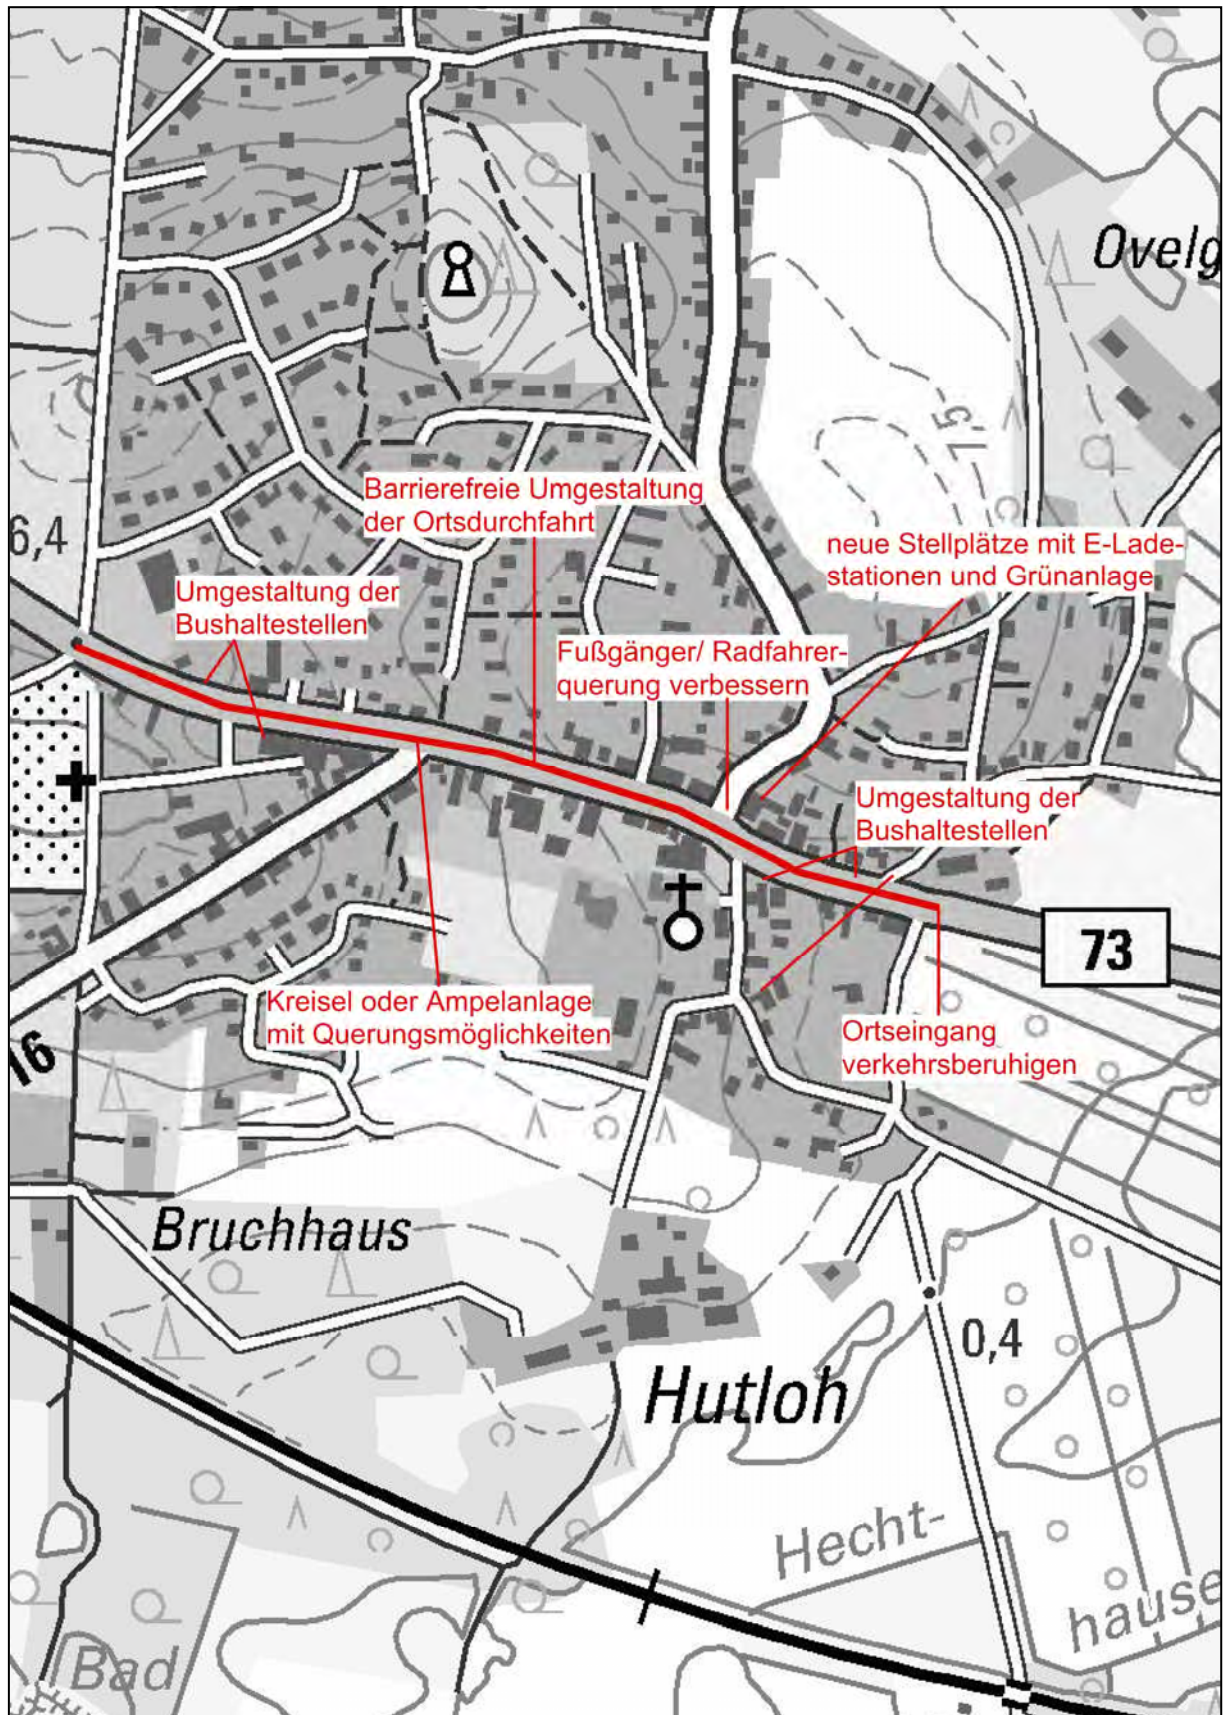 Ovelg
5
7,5
Barrierefreie Umgestaltung
der Ortsdurchfahrt
6,4
neue Stellplätze mit E-Lade-
stationen und Grünanlage
Umgestaltung der
Bushaltestellen
Fußgänger/ Radfahrer-
querung verbessern
Umgestaltung der
Bushaltestellen
73
Kreisel oder Ampelanlage
mit Querungsmöglichkeiten
Ortseingang
verkehrsberuhigen
16
Bruchhaus
0,4
Hutloh
Hecht-
hause
Bad